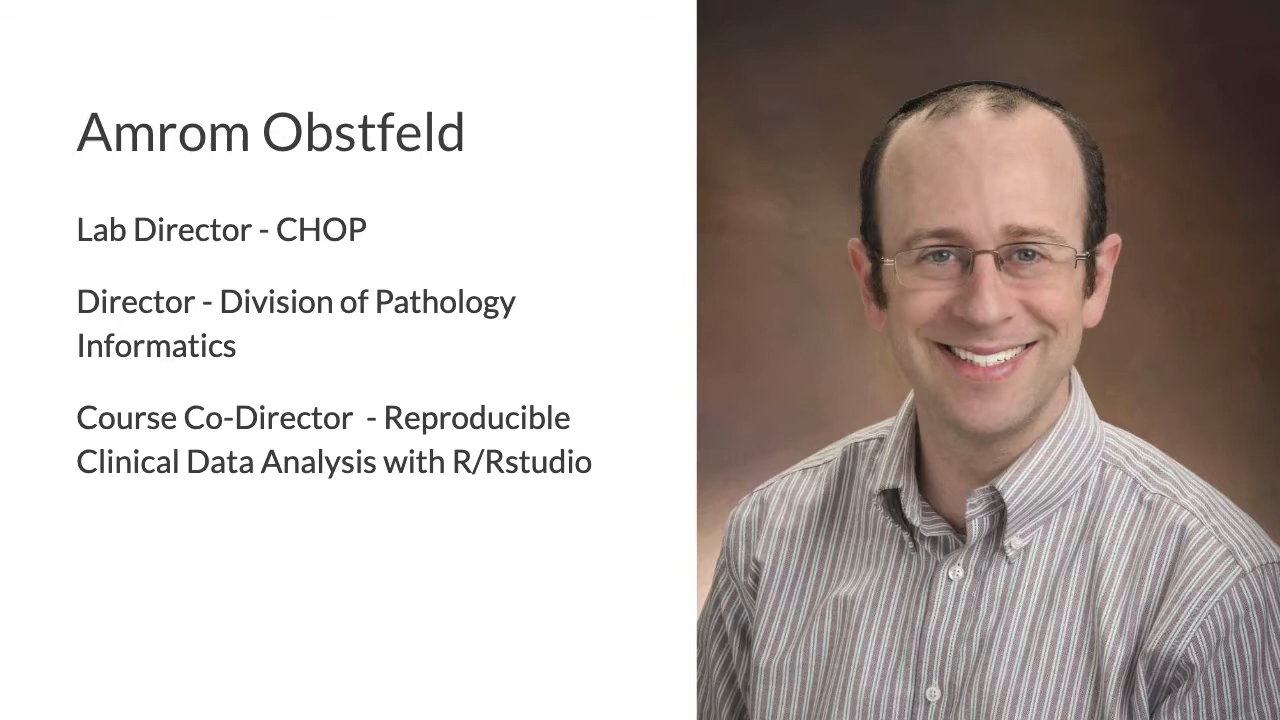 Amrom Obstfeld
Lab Director - CHOP
Director - Division of Pathology
Informatics
Course Co-Director  - Reproducible
Clinical Data Analysis with R/Rstudio